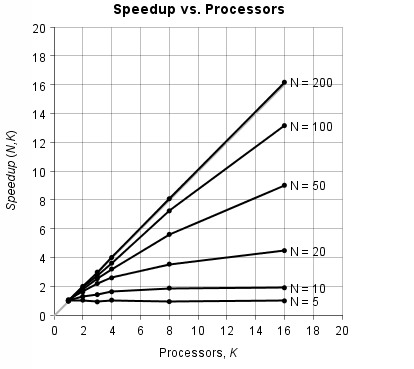 Speedup vs. Processors
20
18
16
14
12
10
8
6
4
2
0
Speedup (N,K)
N = 200
N = 100
N = 50
N = 20
N = 10
N = 5
0 2 4 6 8 10 12 14 16 18 20
Processors, K